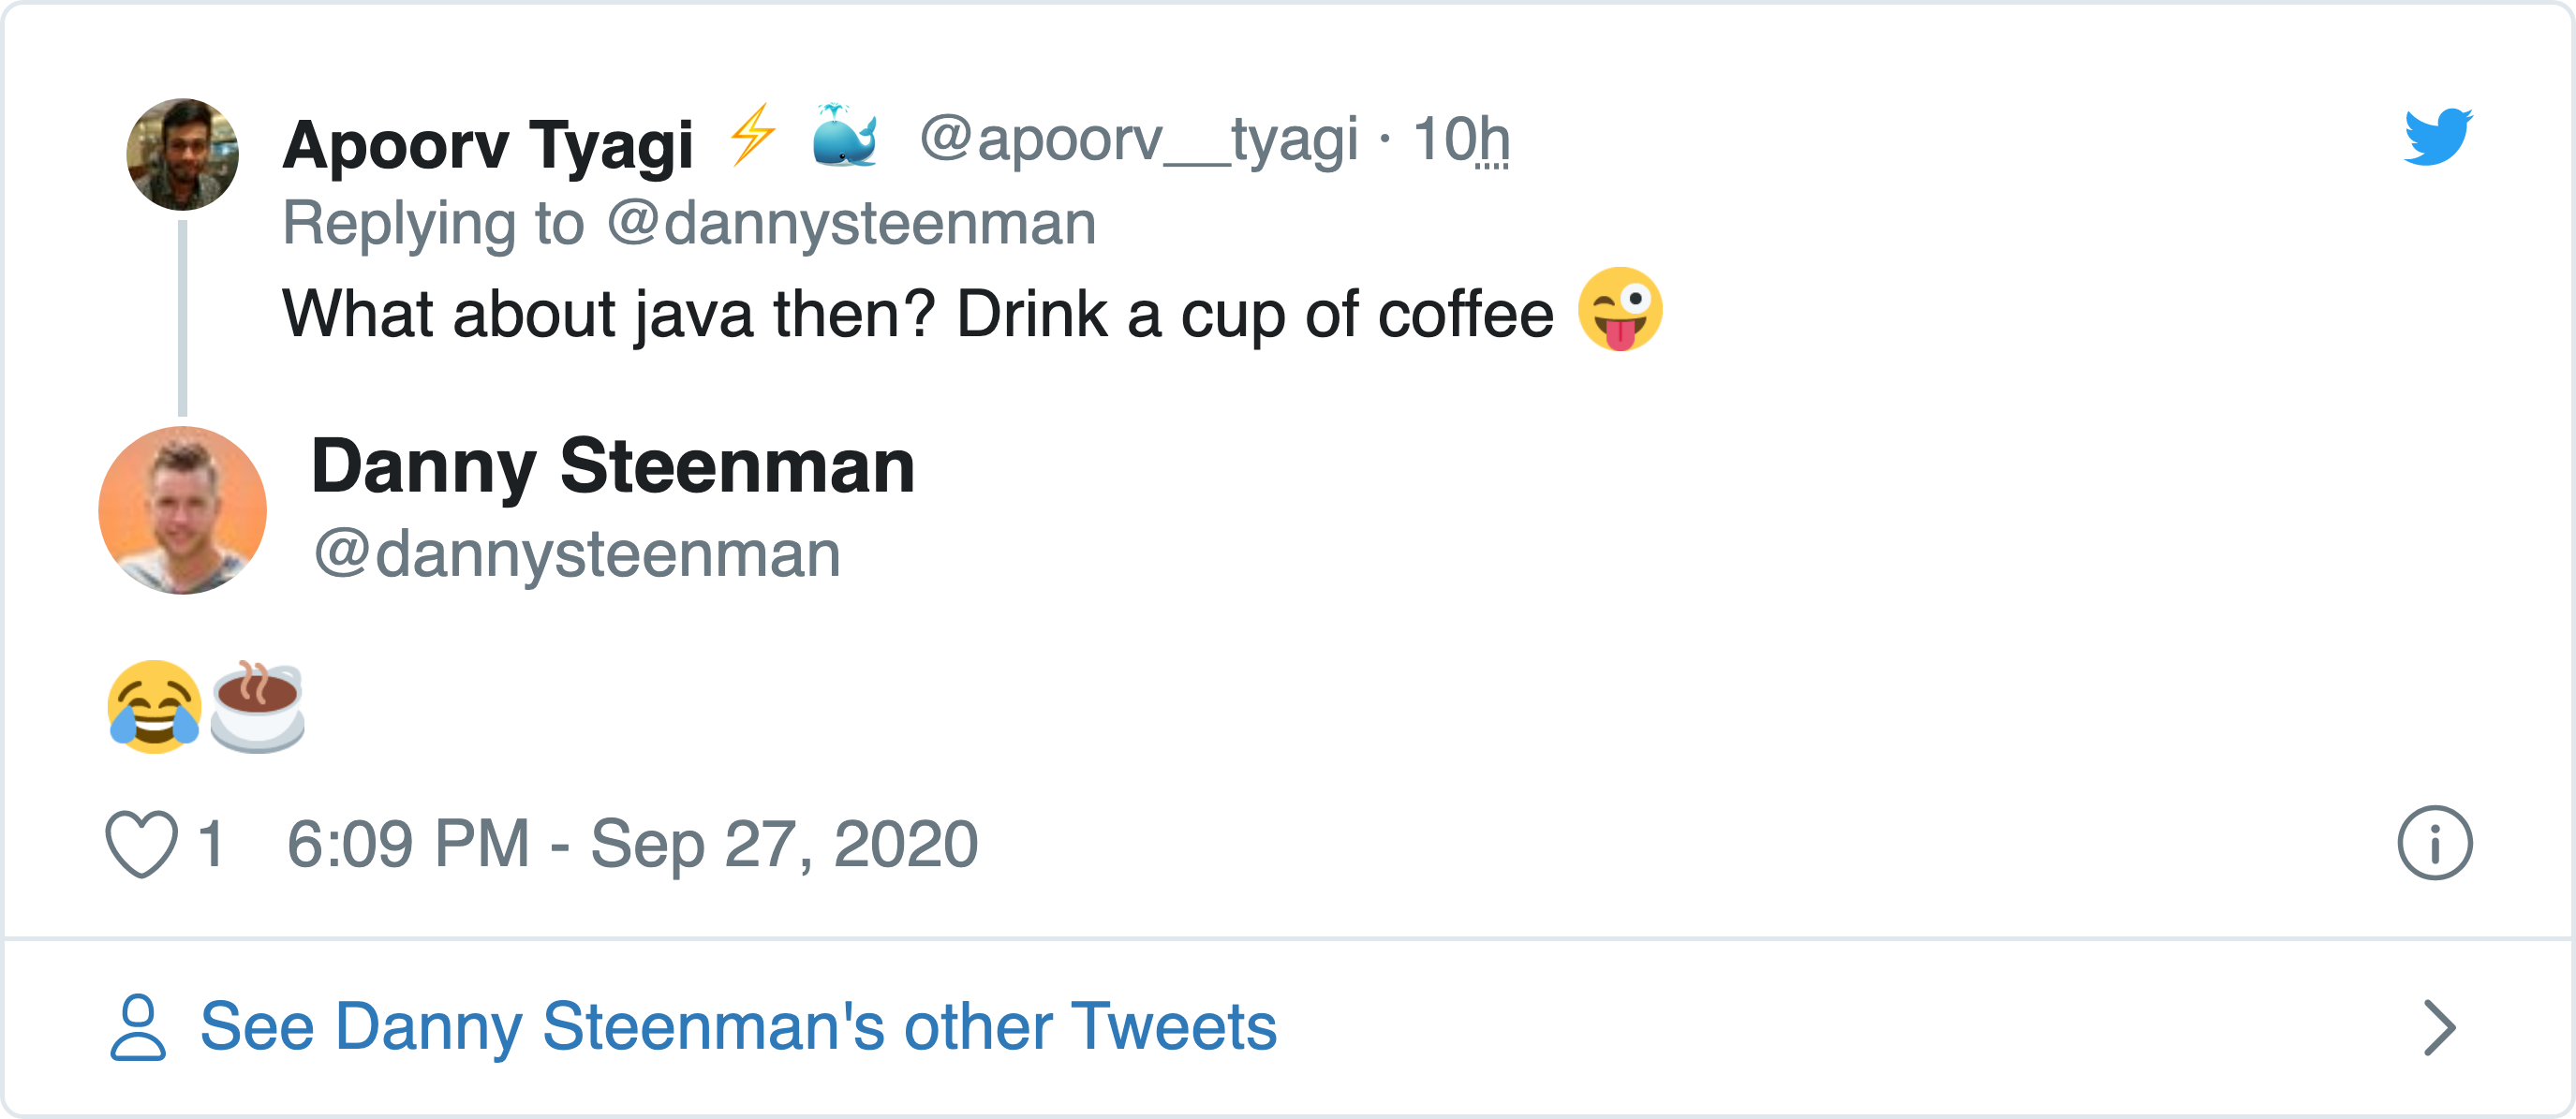 Apoorv Tyagi ⚡ 🐳 @apoorv__tyagi · 10h
Replying to @dannysteenman
What about java then? Drink a cup of coffee 😜
Danny Steenman
@dannysteenman
😂☕
1 6:09 PM - Sep 27, 2020
See Danny Steenman's other Tweets